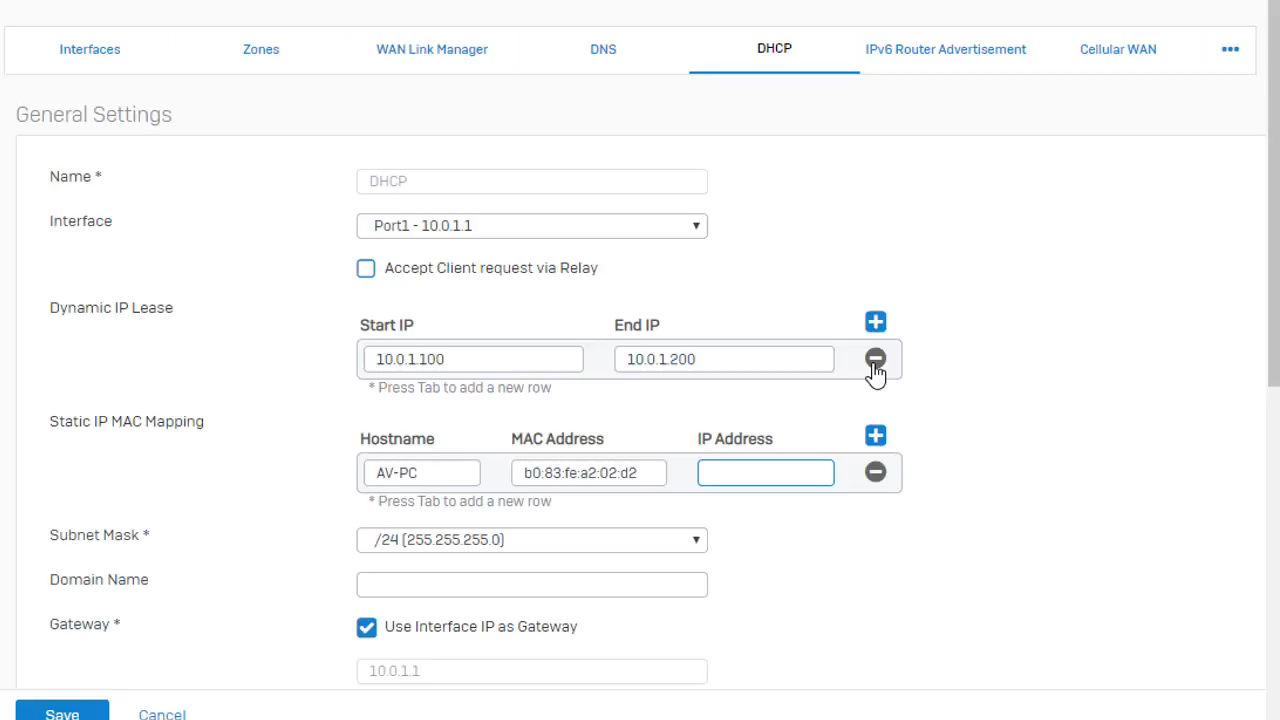 Interfaces Zones WAN Link Manager DNS DHCP IPv6 Router Advertisement Cellular WAN •••
General Settings
Name * DHCP
Interface Port1 - 10.0.1.1
Accept Client request via Relay
Dynamic IP Lease
Start IP End IP
10.0.1.100 10.0.1.200
* Press Tab to add a new row
Static IP MAC Mapping
Hostname MAC Address IP Address
AV-PC b0:83:fe:a2:02:d2
* Press Tab to add a new row
Subnet Mask * /24 (255.255.255.0)
Domain Name
Gateway * Use Interface IP as Gateway
10.0.1.1
Save Cancel